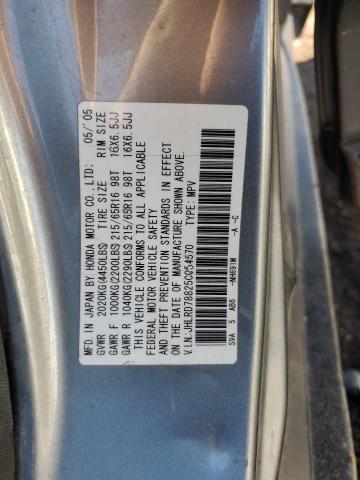 MFD. IN JAPAN BY HONDA MOTOR CO., LTD: 05/'05
GVWR 2020KG(4450LBS) TIRE SIZE RIM SIZE
GAWR F 1000KG(2200LBS) 215/65R16 98T 16X6.5JJ
GAWR R 1040KG(2290LBS) 215/65R16 98T 16X6.5JJ
THIS VEHICLE CONFORMS TO ALL APPLICABLE
FEDERAL MOTOR VEHICLE SAFETY
AND THEFT PREVENTION STANDARDS IN EFFECT
ON THE DATE OF MANUFACTURE SHOWN ABOVE.
V.I.N.:JHLRD78825C054570 TYPE: MPV
S9A 5 AB6 -NH691M -A -C